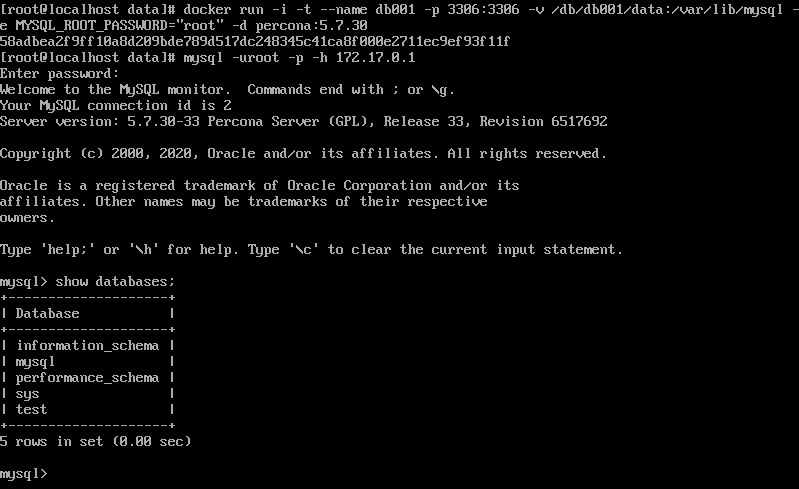 [root@localhost data]# docker run -i -t --name db001 -p 3306:3306 -v /db/db001/data:/var/lib/mysql -
e MYSQL_ROOT_PASSWORD="root" -d percona:5.7.30
58adbea2f9ff10a8d209bde789d517dc248345c41ca8f000e2711ec9ef93f11f
[root@localhost data]# mysql -uroot -p -h 172.17.0.1
Enter password:
Welcome to the MySQL monitor.  Commands end with ; or \g.
Your MySQL connection id is 2
Server version: 5.7.30-33 Percona Server (GPL), Release 33, Revision 6517692
Copyright (c) 2000, 2020, Oracle and/or its affiliates. All rights reserved.
Oracle is a registered trademark of Oracle Corporation and/or its
affiliates. Other names may be trademarks of their respective
owners.
Type 'help;' or '\h' for help. Type '\c' to clear the current input statement.
mysql> show databases;
+--------------------+
| Database           |
+--------------------+
| information_schema |
| mysql              |
| performance_schema |
| sys                |
| test               |
+--------------------+
5 rows in set (0.00 sec)
mysql>